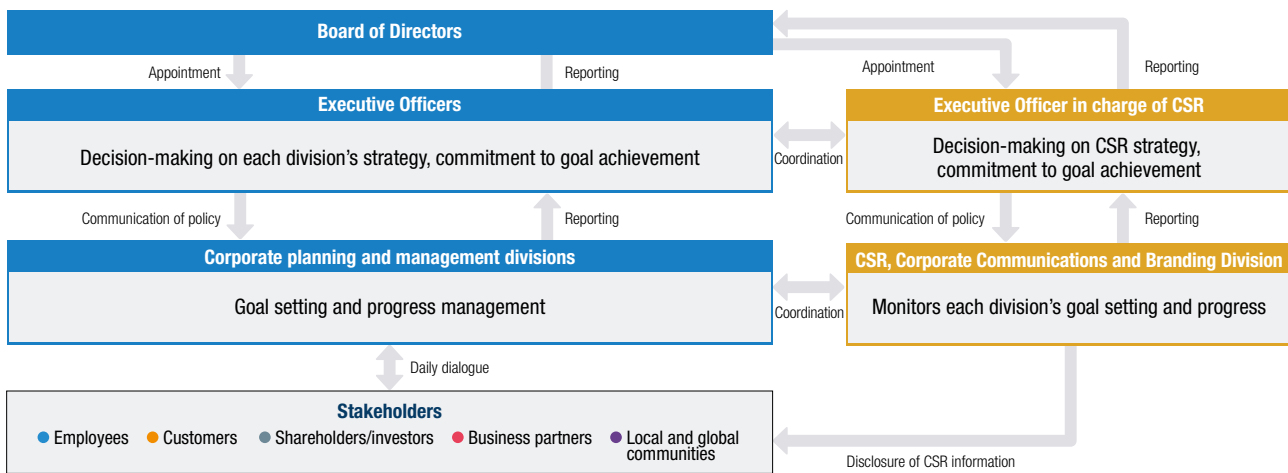 Board of Directors
Appointment
Reporting
Appointment
Reporting
Executive Officers
Executive Officer in charge of CSR
Decision-making on each division's strategy, commitment to goal achievement
Coordination
Decision-making on CSR strategy,
commitment to goal achievement
Communication of policy
Reporting
Communication of policy
Reporting
Corporate planning and management divisions
CSR, Corporate Communications and Branding Division
Goal setting and progress management
Coordination
Monitors each division's goal setting and progress
Daily dialogue
Stakeholders
Employees
Customers
Shareholders/investors
Business partners
Local and global
communities
Disclosure of CSR information